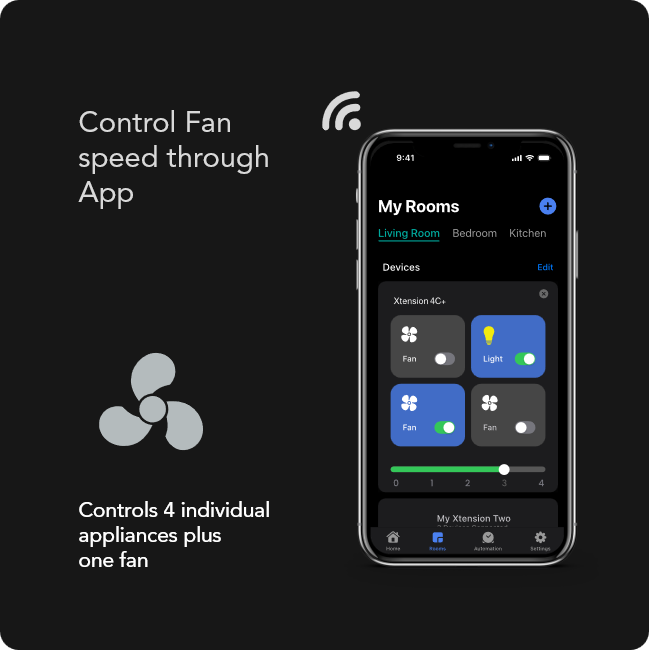 Control Fan
speed through
App
9:41
My Rooms
Living Room Bedroom Kitchen
Devices Edit
Xtension 4C+
Fan Light
Fan Fan
0 1 2 3 4
My Xtension Two
Home Rooms Automation Settings
Controls 4 individual
appliances plus
one fan